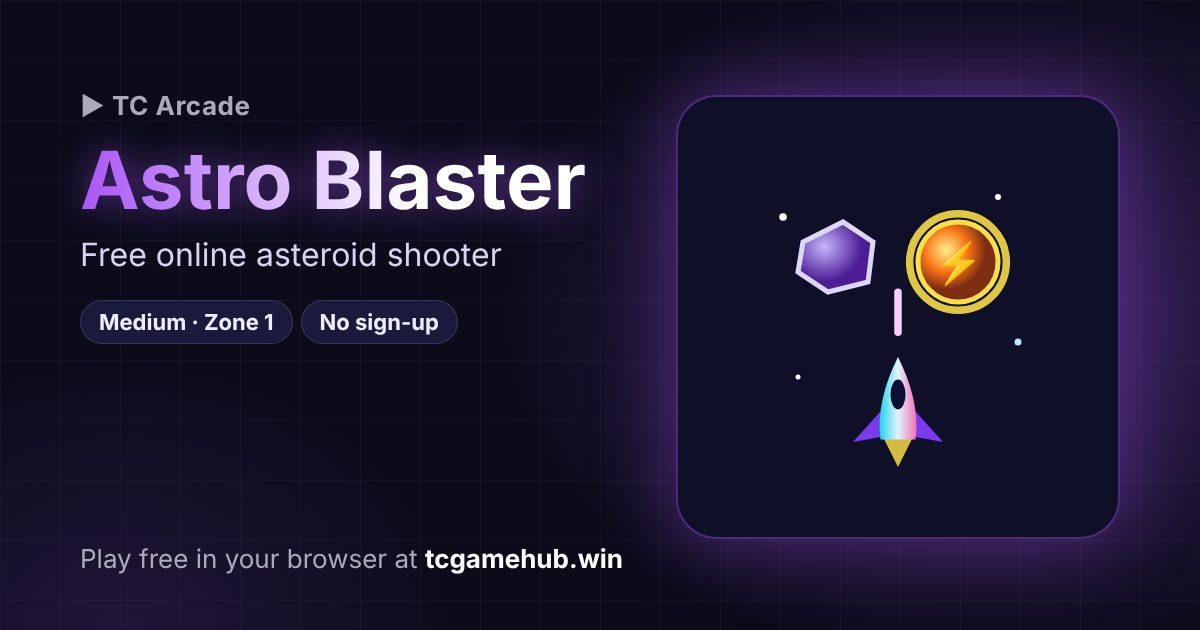 ▶ TC Arcade
Astro Blaster
Free online asteroid shooter
Medium · Zone 1
No sign-up
Play free in your browser at tcgamehub.win